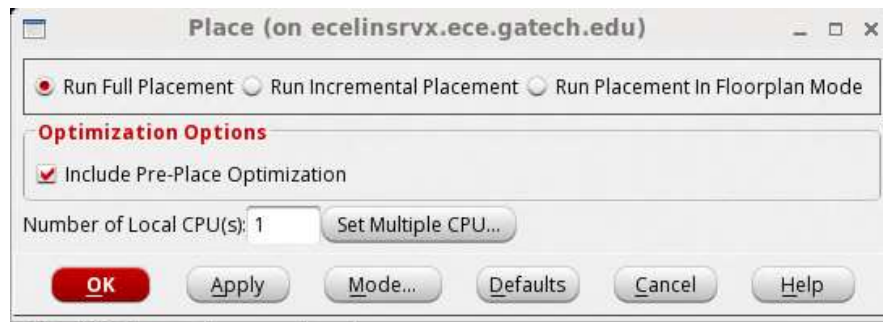 Place (on ecelinsrvx.ece.gatech.edu)
Run Full Placement Run Incremental Placement Run Placement In Floorplan Mode
Optimization Options
Include Pre-Place Optimization
Number of Local CPU(s): 1 Set Multiple CPU...
OK Apply Mode... Defaults Cancel Help